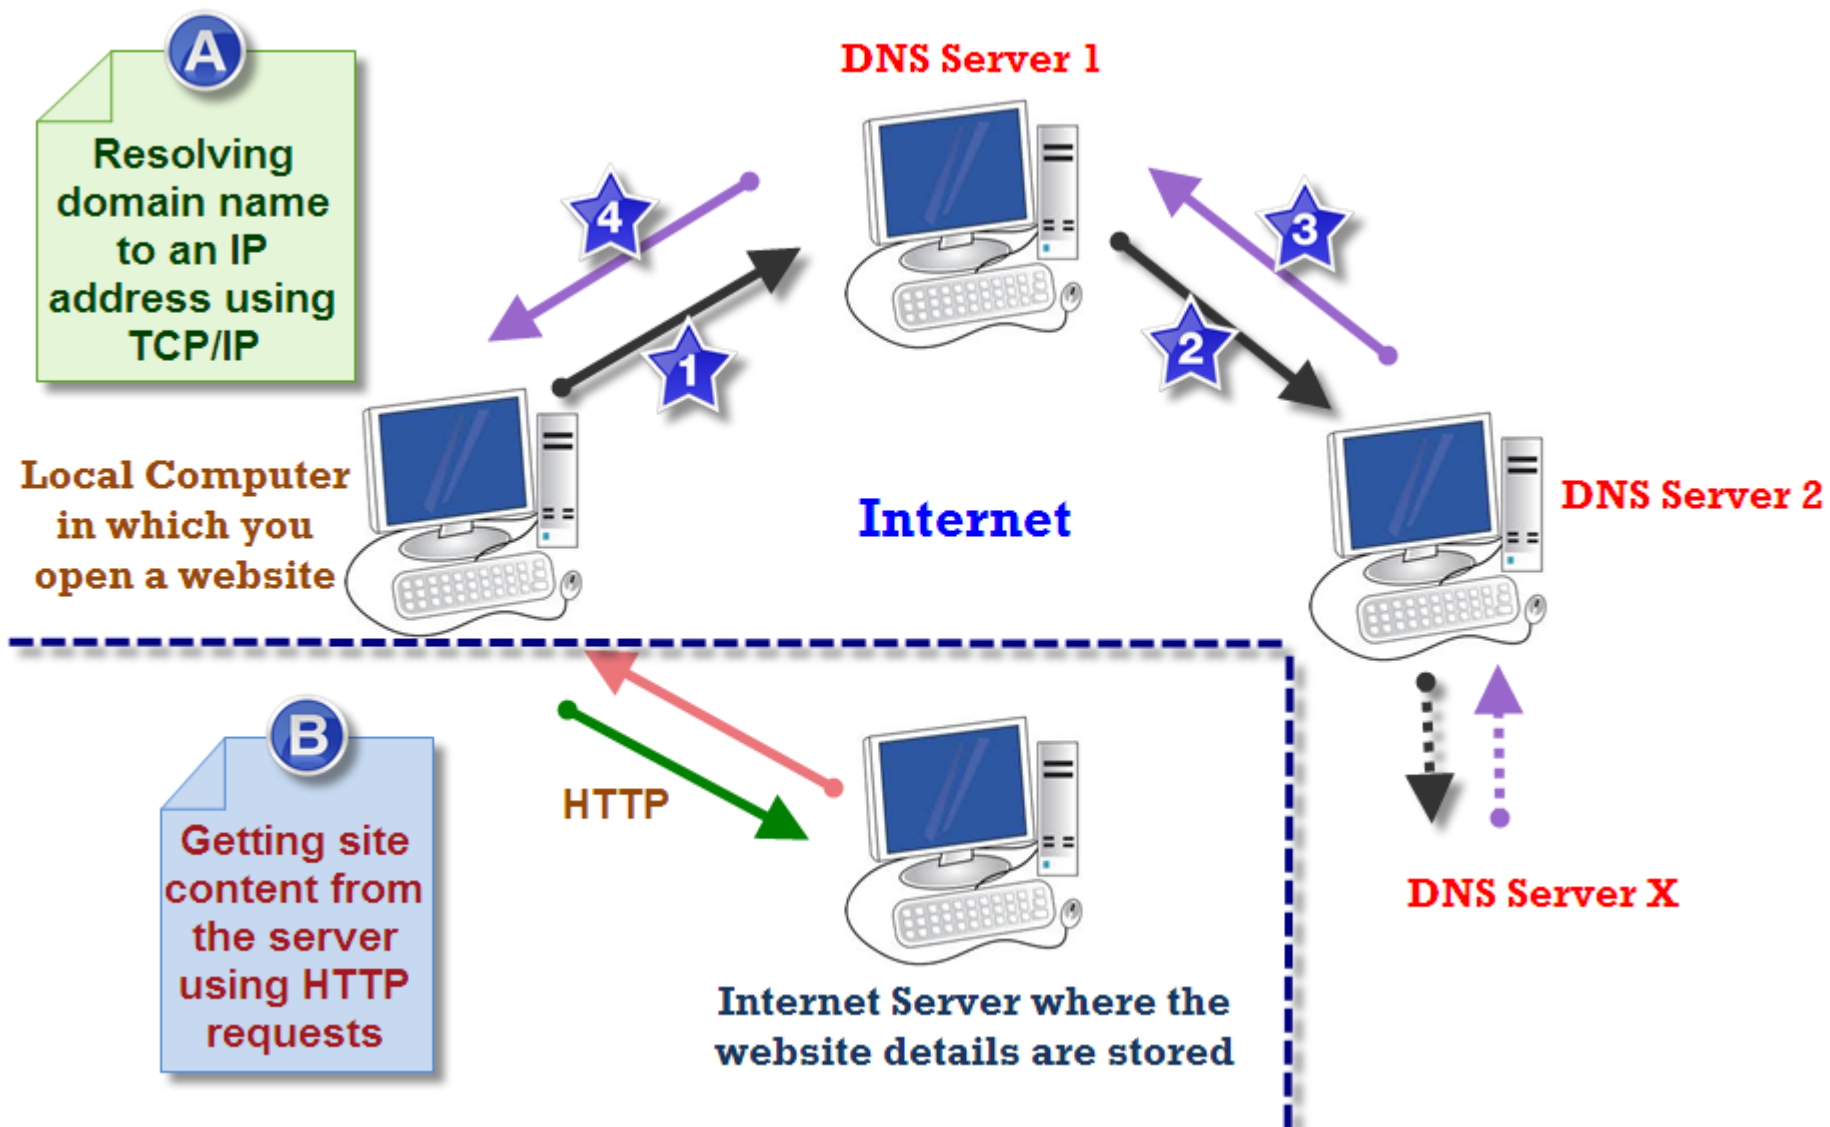 A
Resolving
domain name
to an IP
address using
TCP/IP
DNS Server 1
4
3
1
2
Local Computer
in which you
open a website
Internet
DNS Server 2
B
Getting site
content from
the server
using HTTP
requests
HTTP
DNS Server X
Internet Server where the
website details are stored